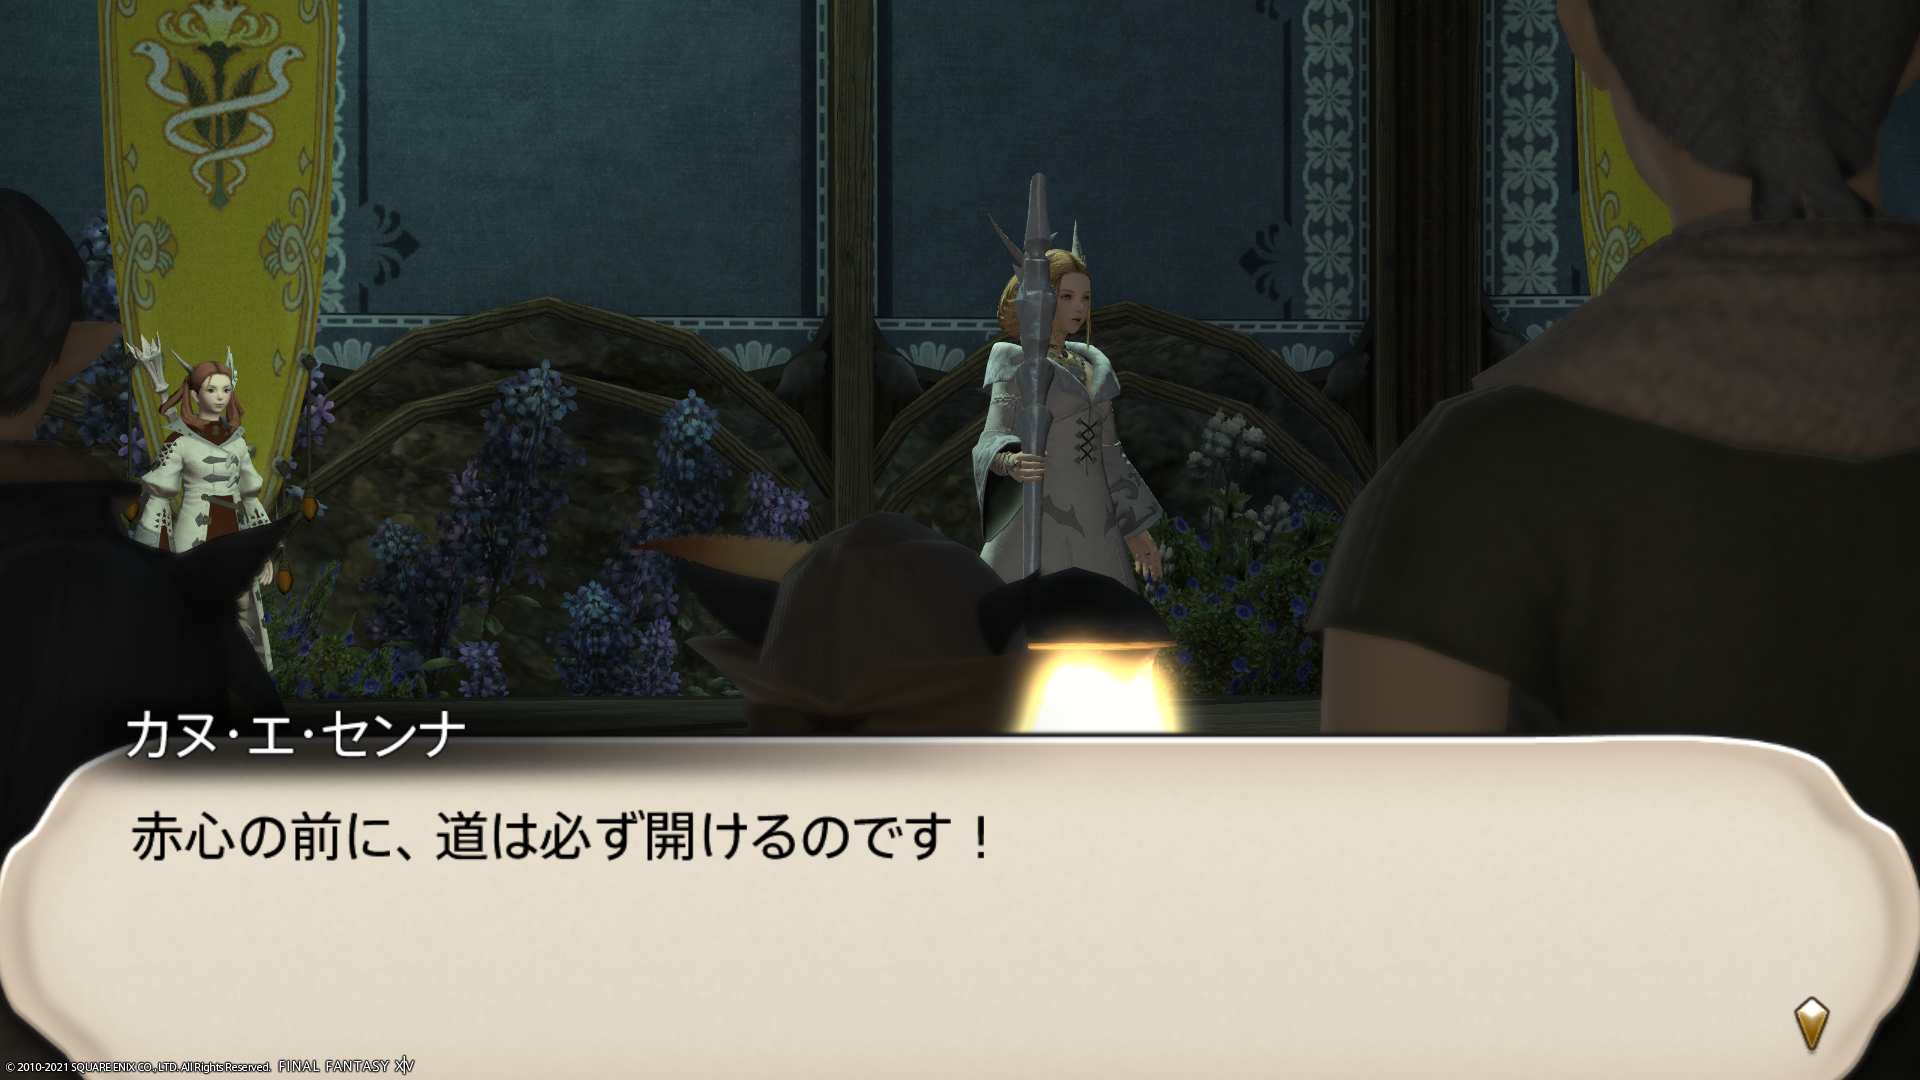 カヌ・エ・センナ
赤心の前に、道は必ず開けるのです！
© 2010-2021 SQUARE ENIX CO., LTD. All Rights Reserved. FINAL FANTASY XIV